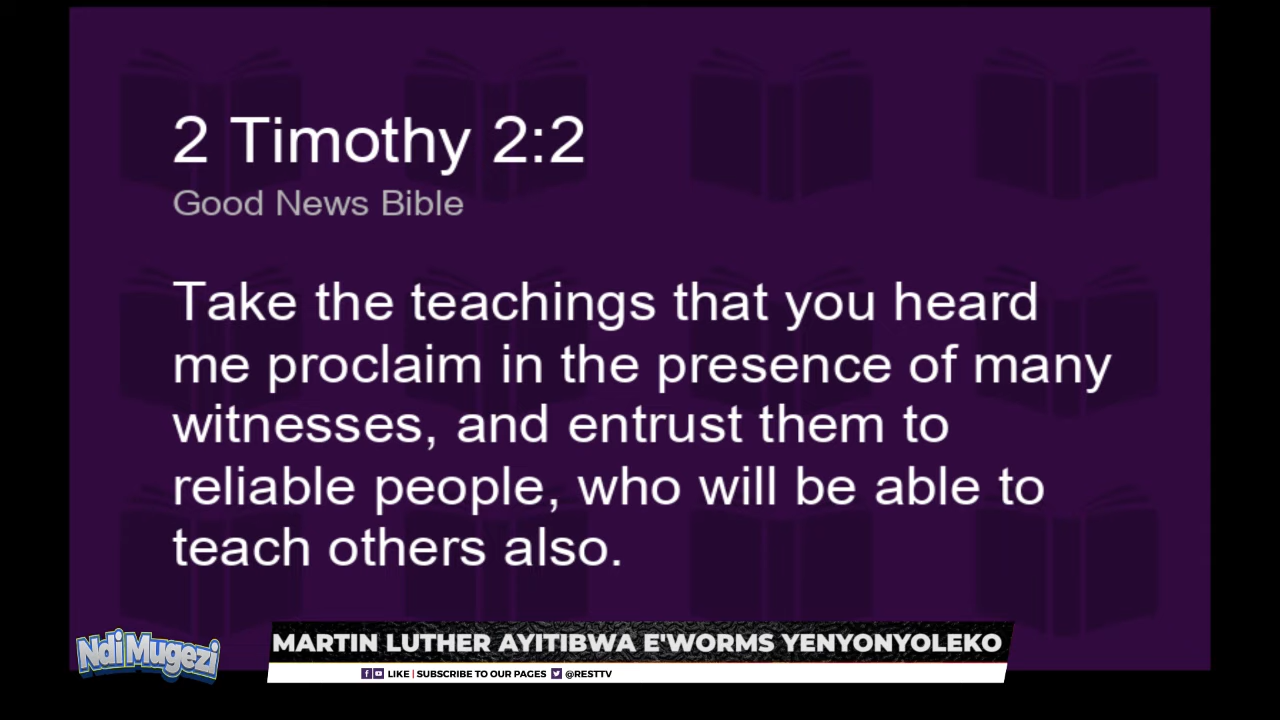 2 Timothy 2:2
Good News Bible
Take the teachings that you heard
me proclaim in the presence of many
witnesses, and entrust them to
reliable people, who will be able to
teach others also.
Ndi Mugezi
MARTIN LUTHER AYITIBWA E'WORMS YENYONYOLEKO
LIKE | SUBSCRIBE TO OUR PAGES @RESTTV